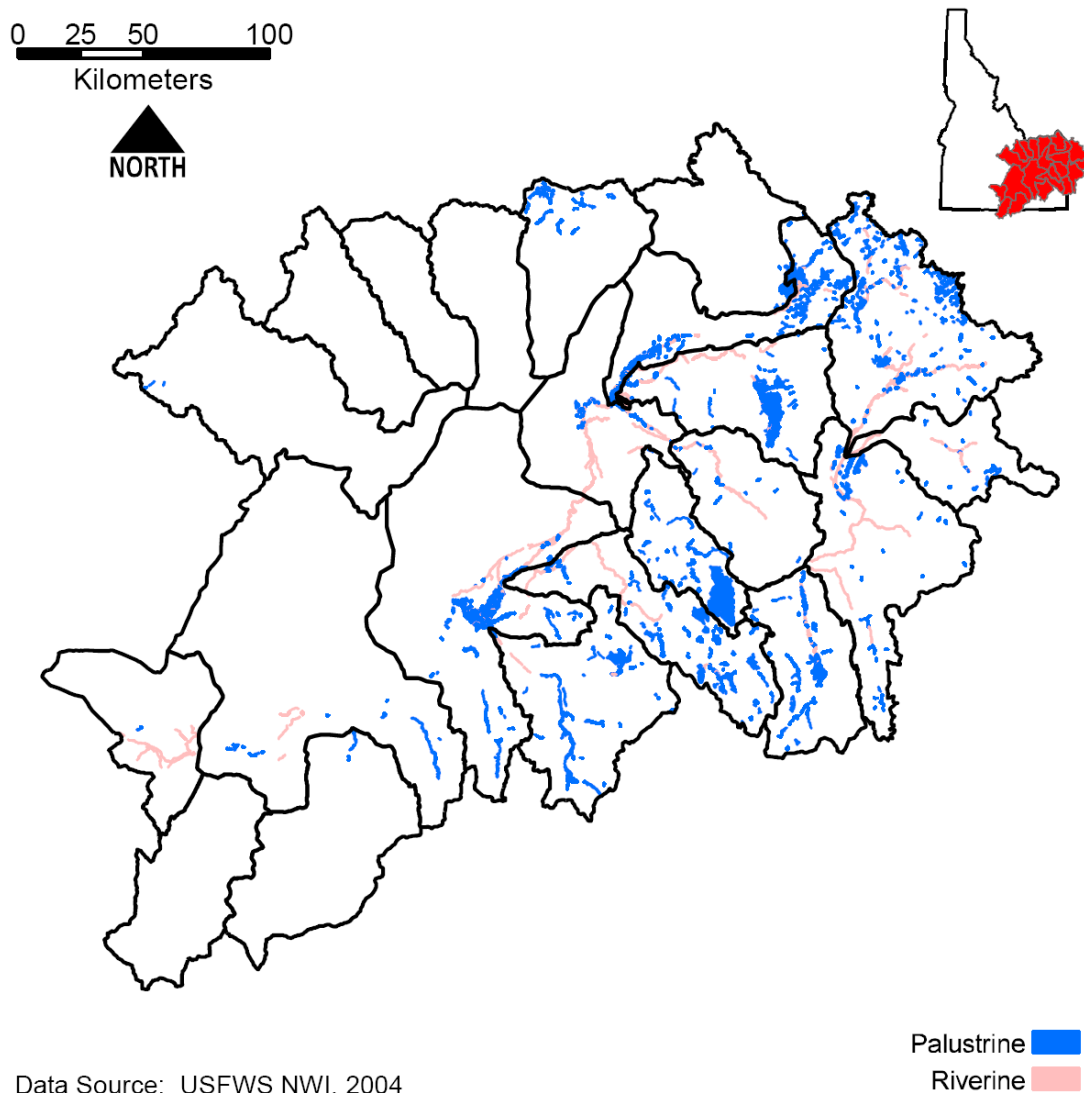 0 25 50 100
Kilometers
NORTH
Palustrine
Riverine
Data Source: USFWS NWI, 2004